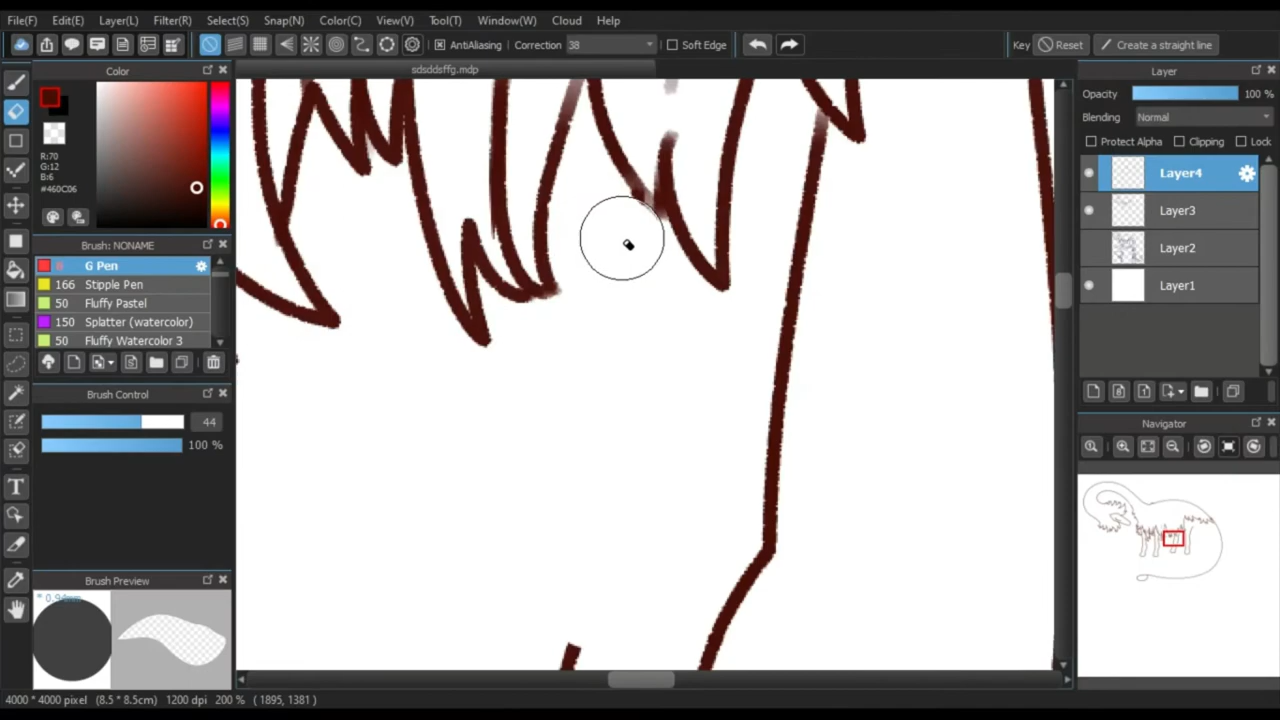 File(F) Edit(E) Layer(L) Filter(R) Select(S) Snap(N) Color(C) View(V) Tool(T) Window(W) Cloud Help
AntiAliasing Correction 38 Soft Edge Key Reset Create a straight line
sdsddsffg.mdp
Color
R:70
G:12
B:6
#460C06
Brush: NONAME
G Pen
166 Stipple Pen
50 Fluffy Pastel
150 Splatter (watercolor)
50 Fluffy Watercolor 3
Brush Control
44
100 %
Brush Preview
* 0.94mm
Layer
Opacity 100 %
Blending Normal
Protect Alpha Clipping Lock
Layer4
Layer3
Layer2
Layer1
Navigator
4000 * 4000 pixel (8.5 * 8.5cm) 1200 dpi 200 % ( 1895, 1381 )